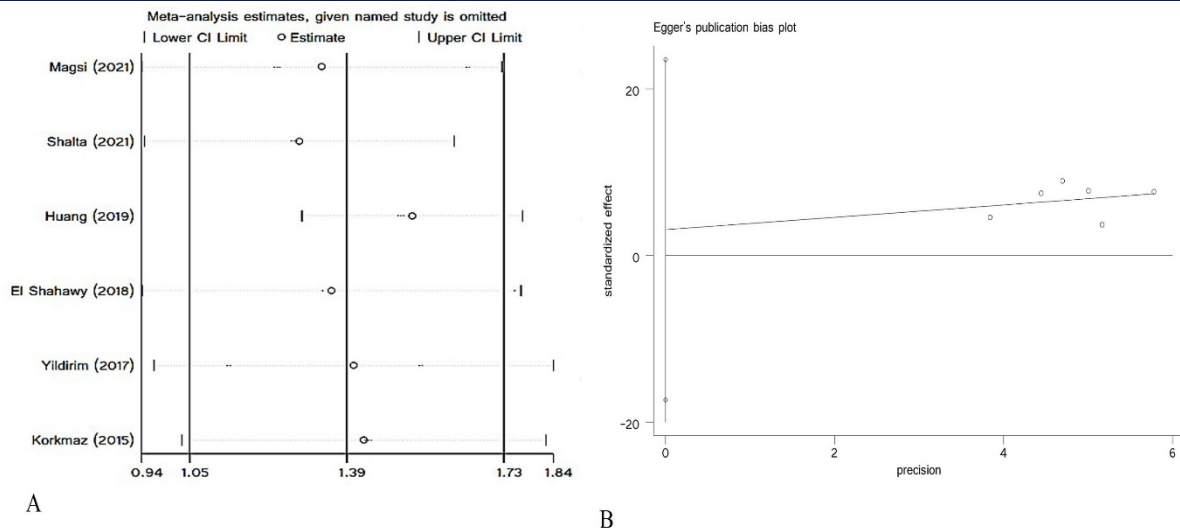 Meta-analysis estimates, given named study is omitted
Lower CI Limit Estimate Upper CI Limit
Magsi (2021)
Shalta (2021)
Huang (2019)
El Shahawy (2018)
Yildirim (2017)
Korkmaz (2015)
0.94 1.05 1.39 1.73 1.84
A
Egger's publication bias plot
standardized effect
20
0
-20
0 2 4 6
precision
B